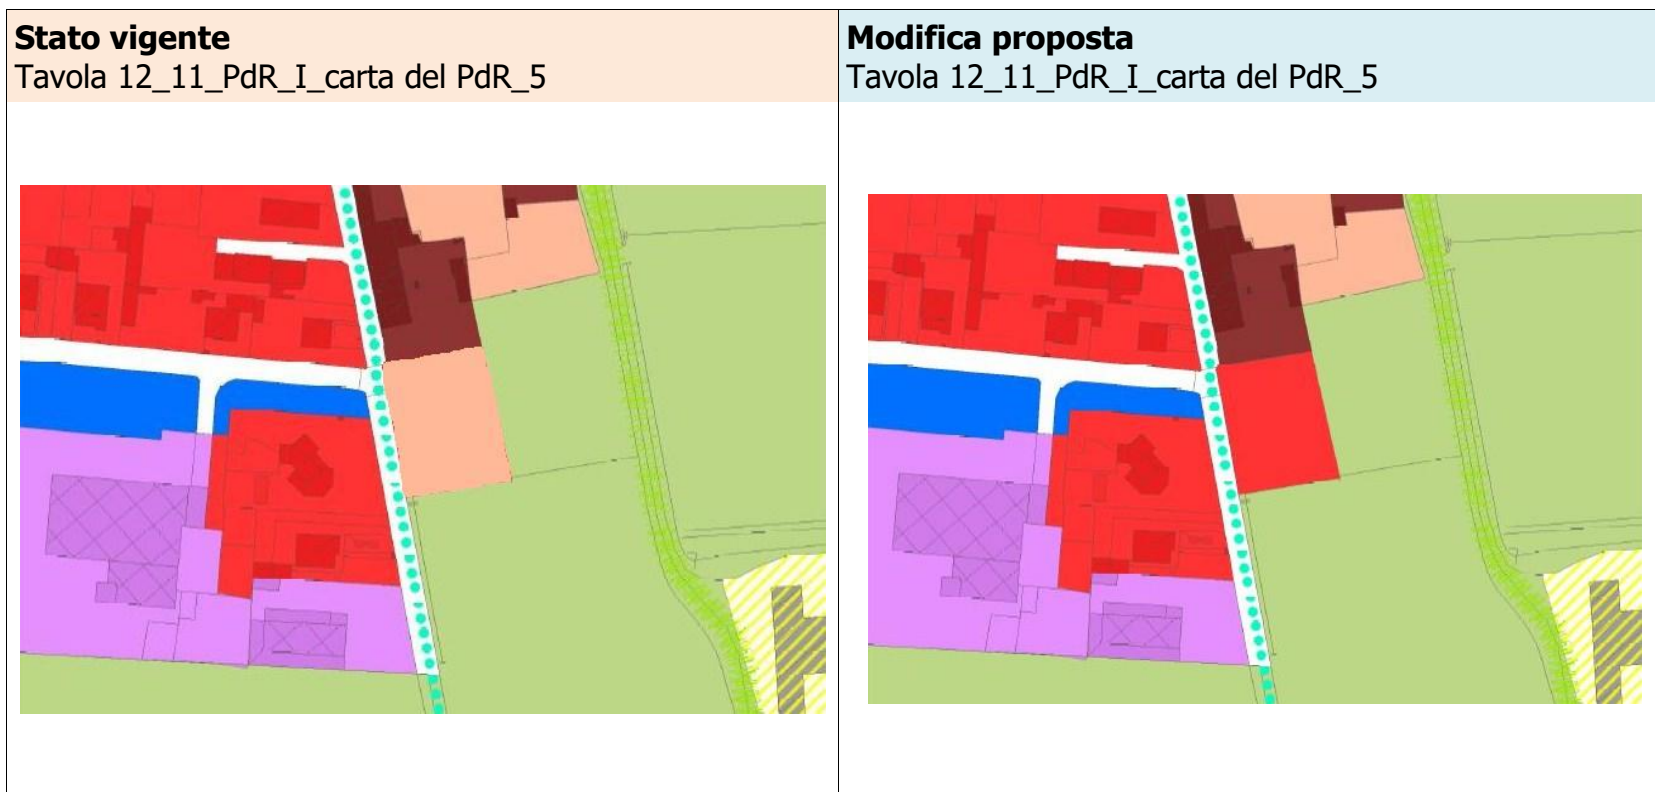 Stato vigente
Tavola 12_11_PdR_I_carta del PdR_5
Modifica proposta
Tavola 12_11_PdR_I_carta del PdR_5